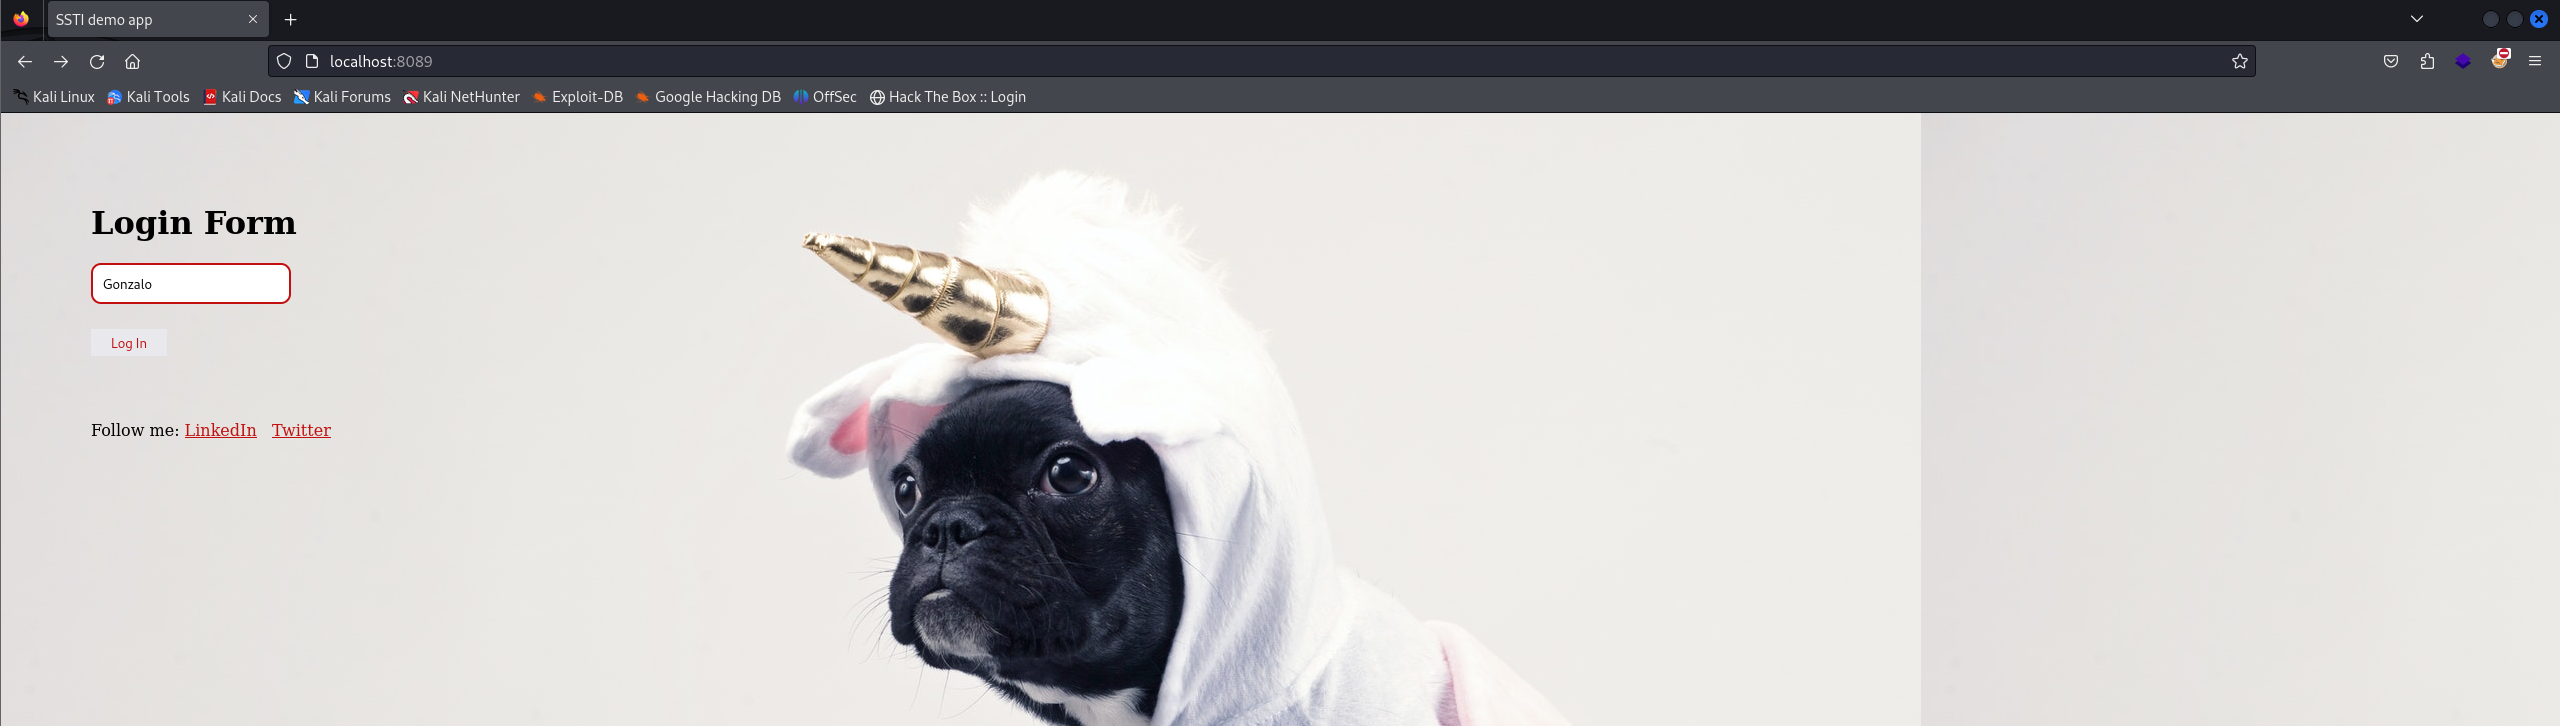 SSTI demo app
localhost:8089
Kali Linux Kali Tools Kali Docs Kali Forums Kali NetHunter Exploit-DB Google Hacking DB OffSec Hack The Box :: Login
Login Form
Gonzalo
Log In
Follow me: LinkedIn Twitter